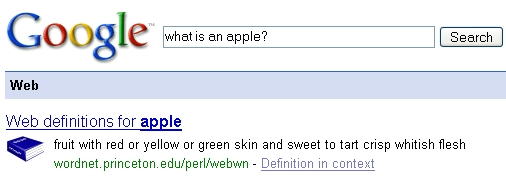 Google™ what is an apple? Search
Web
Web definitions for apple
fruit with red or yellow or green skin and sweet to tart crisp whitish flesh
wordnet.princeton.edu/perl/webwn - Definition in context